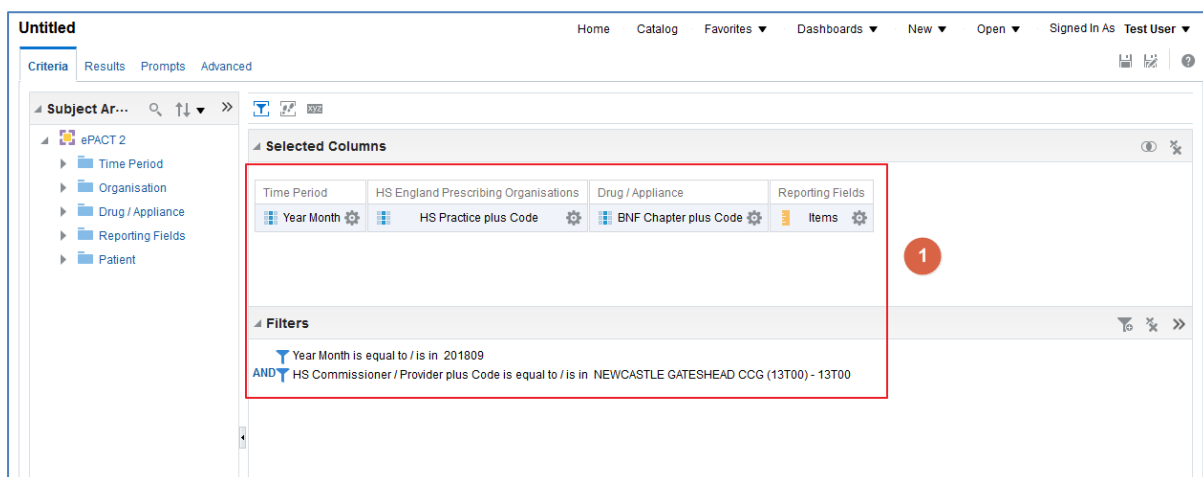 Untitled
Home Catalog Favorites Dashboards New Open Signed In As Test User
Criteria Results Prompts Advanced
Subject Ar...
ePACT 2
Time Period
Organisation
Drug / Appliance
Reporting Fields
Patient
XYZ
Selected Columns
Time Period HS England Prescribing Organisations Drug / Appliance Reporting Fields
Year Month HS Practice plus Code BNF Chapter plus Code Items
1
Filters
Year Month is equal to / is in 201809
AND HS Commissioner / Provider plus Code is equal to / is in NEWCASTLE GATESHEAD CCG (13T00) - 13T00